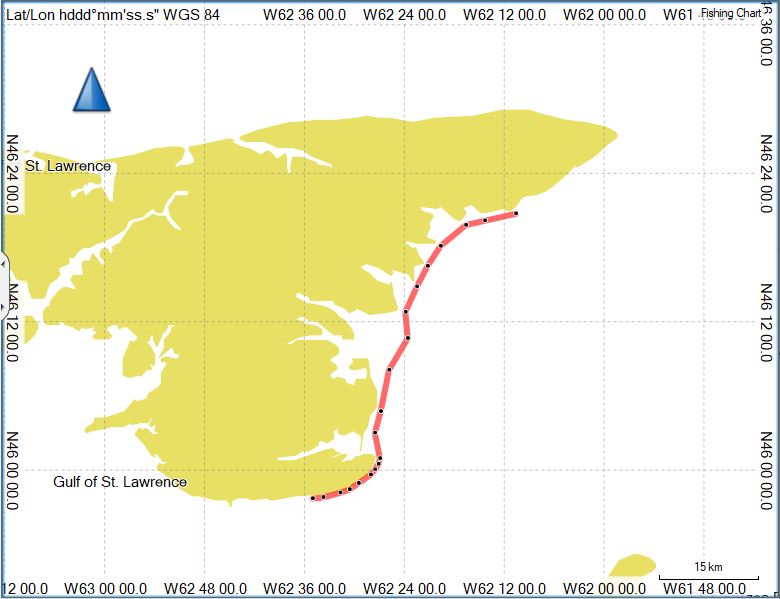 Lat/Lon hddd°mm'ss.s" WGS 84 W62 36 00.0 W62 24 00.0 W62 12 00.0 W62 00 00.0 W61 Fishing Chart
36 00.0
N46 24 00.0 St. Lawrence N46 24 00.0
N46 12 00.0 N46 12 00.0
N46 00 00.0 Gulf of St. Lawrence N46 00 00.0
15 km
12 00.0 W63 00 00.0 W62 48 00.0 W62 36 00.0 W62 24 00.0 W62 12 00.0 W62 00 00.0 W61 48 00.0